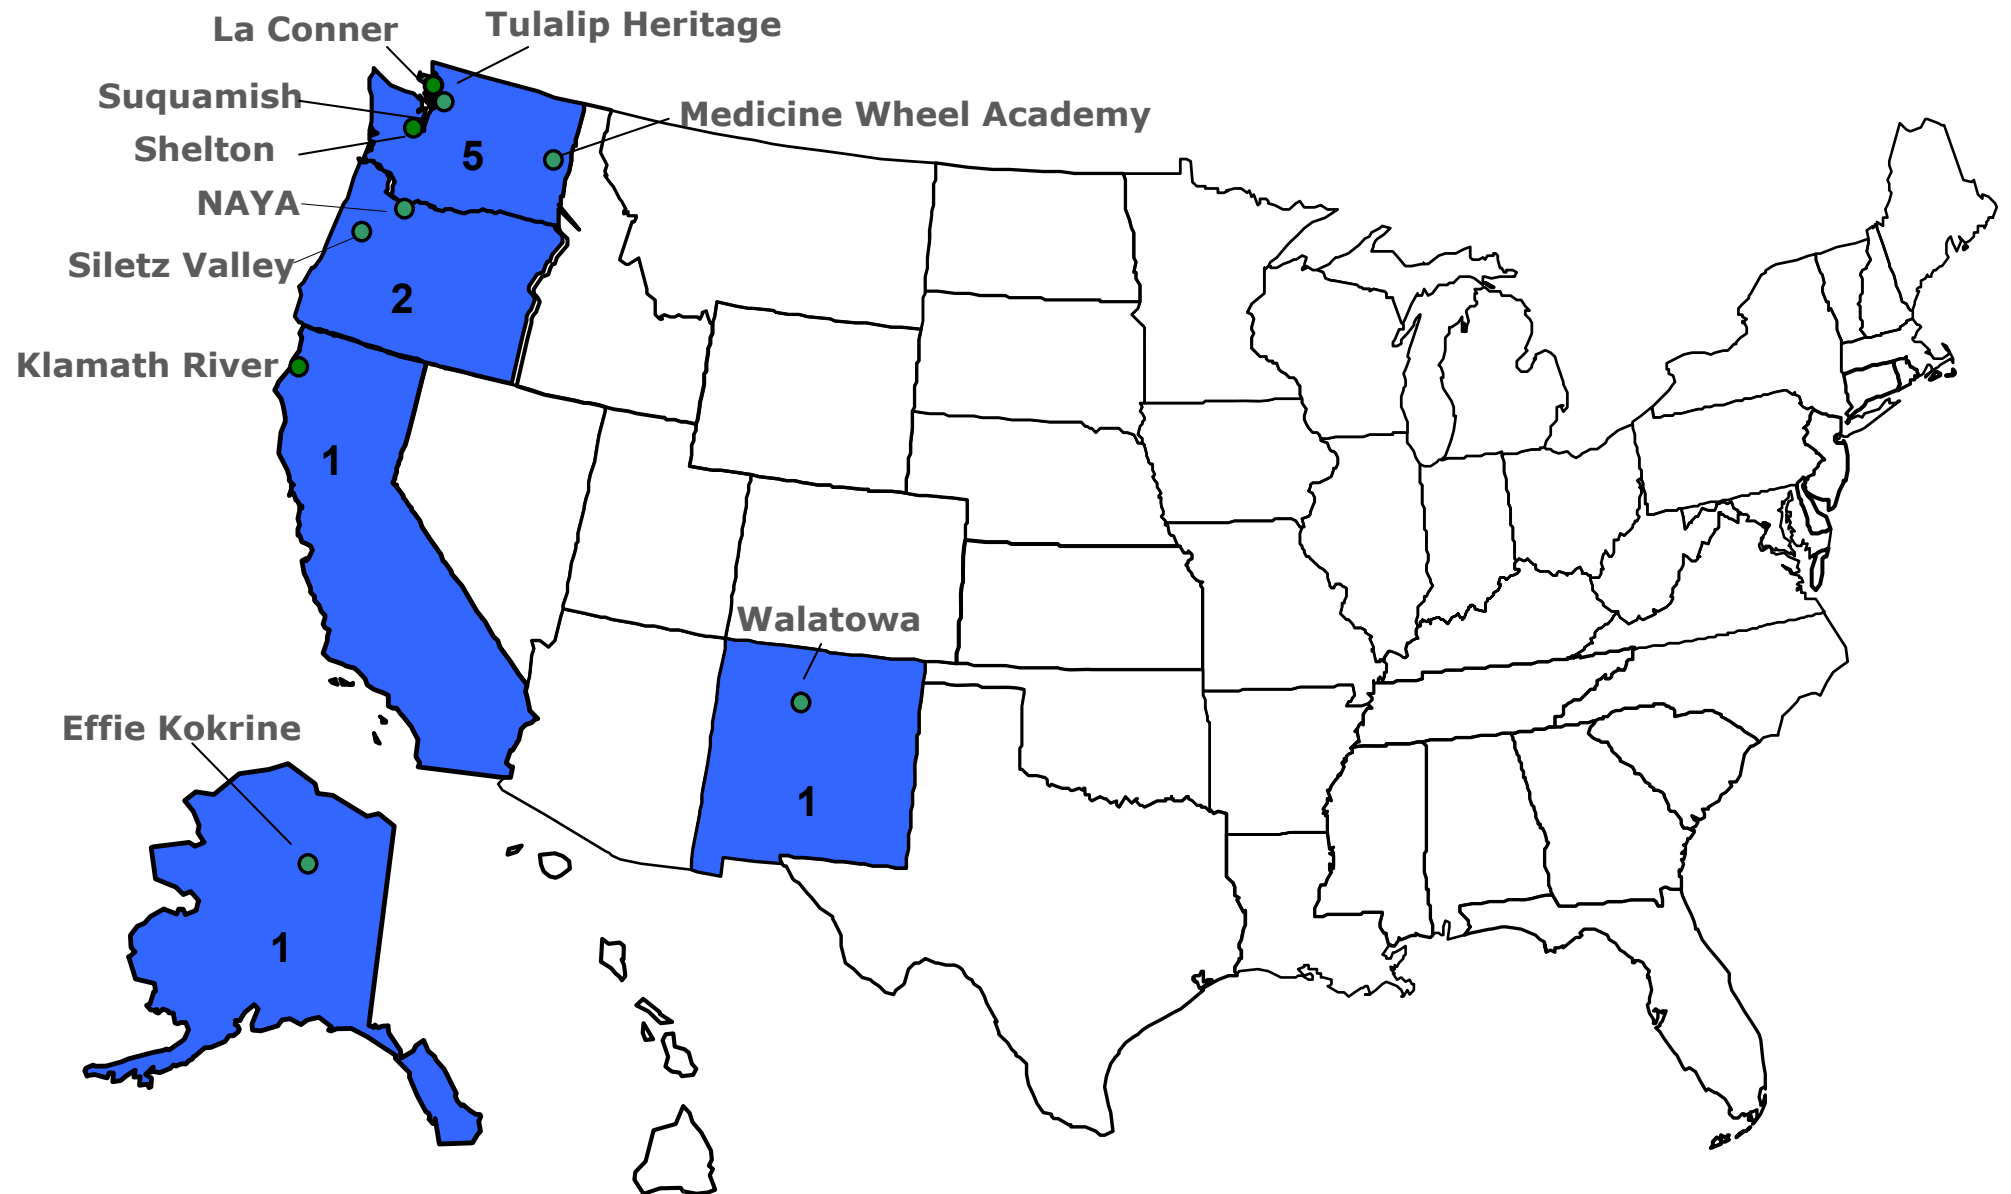 Tulalip Heritage
La Conner
Suquamish
Medicine Wheel Academy
Shelton
5
NAYA
Siletz Valley
2
Klamath River
1
Walatowa
Effie Kokrine
1
1